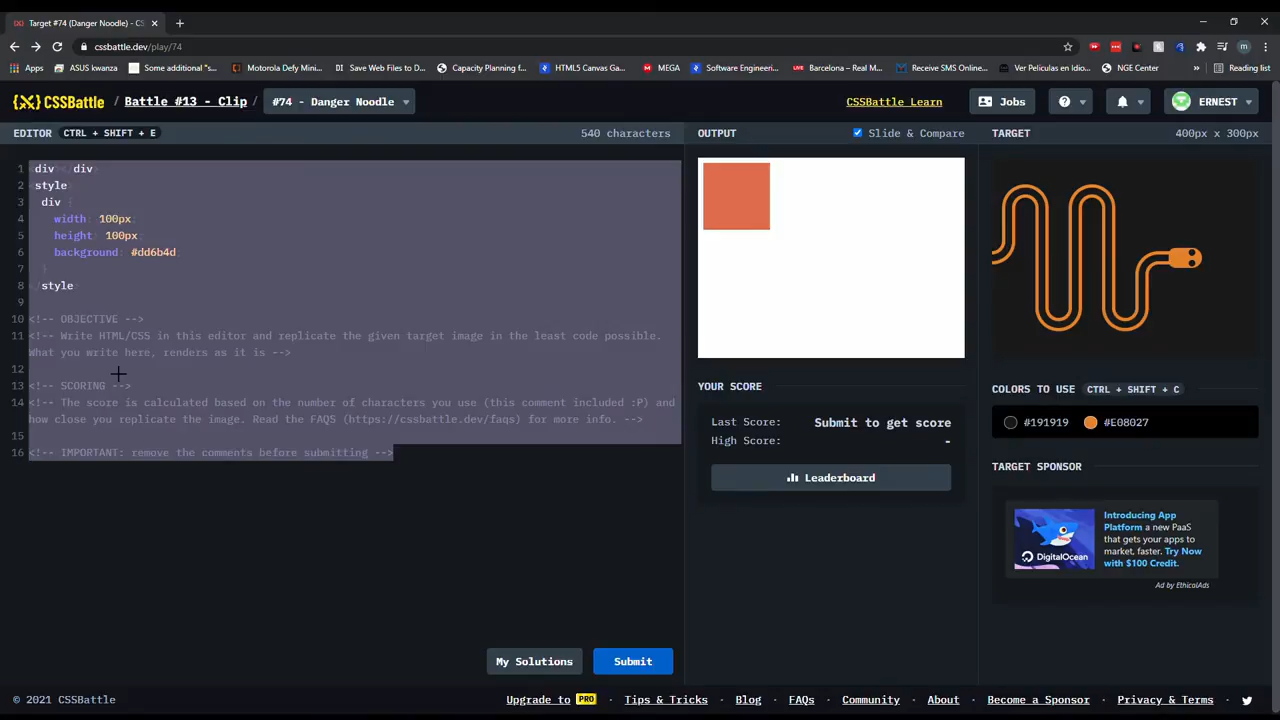 Target #74 (Danger Noodle) - CS
cssbattle.dev/play/74
Apps
ASUS kwanza
Some additional "s...
Motorola Defy Mini...
Save Web Files to D...
Capacity Planning f...
HTML5 Canvas Ga...
MEGA
Software Engineeri...
Barcelona – Real M...
Receive SMS Online...
Ver Peliculas en Idio...
NGE Center
»
Reading list
CSSBattle / Battle #13 - Clip / #74 - Danger Noodle
CSSBattle Learn
Jobs
ERNEST
EDITOR CTRL + SHIFT + E
540 characters
OUTPUT
Slide & Compare
TARGET
400px x 300px
1 div div
2 style
3 div {
4 width: 100px
5 height: 100px
6 background: #dd6b4d
7 }
8 style
9
10 <!-- OBJECTIVE -->
11 <!-- Write HTML/CSS in this editor and replicate the given target image in the least code possible.
What you write here, renders as it is -->
12
13 <!-- SCORING -->
14 <!-- The score is calculated based on the number of characters you use (this comment included :P) and
how close you replicate the image. Read the FAQS (https://cssbattle.dev/faqs) for more info. -->
15
16 <!-- IMPORTANT: remove the comments before submitting -->
My Solutions
Submit
YOUR SCORE
Last Score: Submit to get score
High Score: -
Leaderboard
COLORS TO USE CTRL + SHIFT + C
#191919
#E08027
TARGET SPONSOR
DigitalOcean
Introducing App
Platform a new PaaS
that gets your apps to
market, faster. Try Now
with $100 Credit.
Ad by EthicalAds
© 2021 CSSBattle
Upgrade to PRO
Tips & Tricks
Blog
FAQs
Community
About
Become a Sponsor
Privacy & Terms